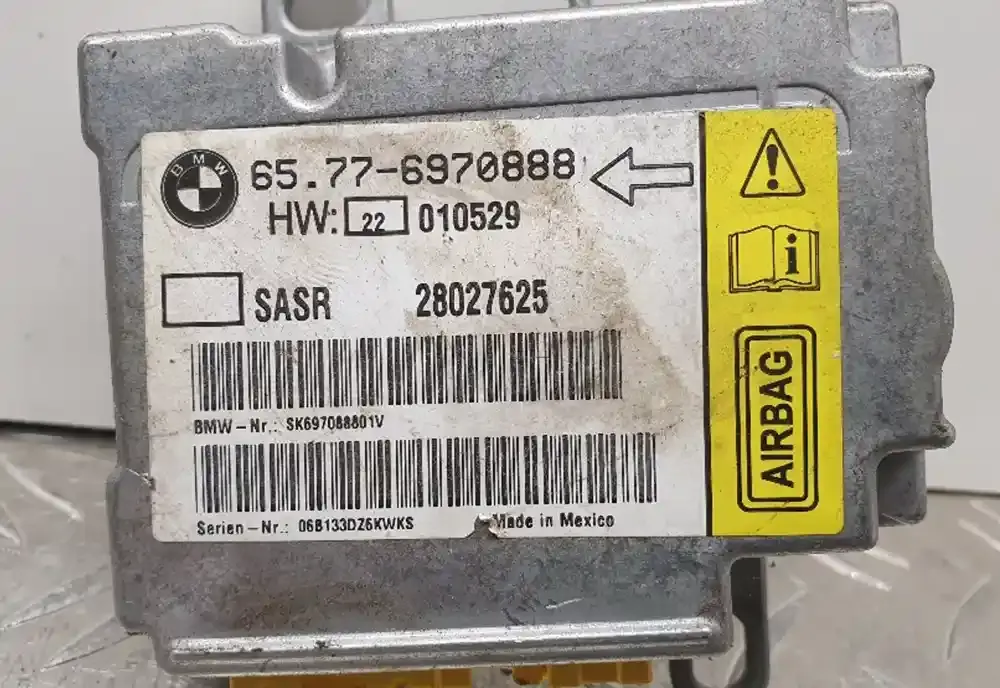 BMW
65.77-6970888
HW: 22 010529
SASR 28027625
BMW-Nr.: SK697088801V
Serien-Nr.: 06B133DZ6KWKS Made in Mexico
i
AIRBAG